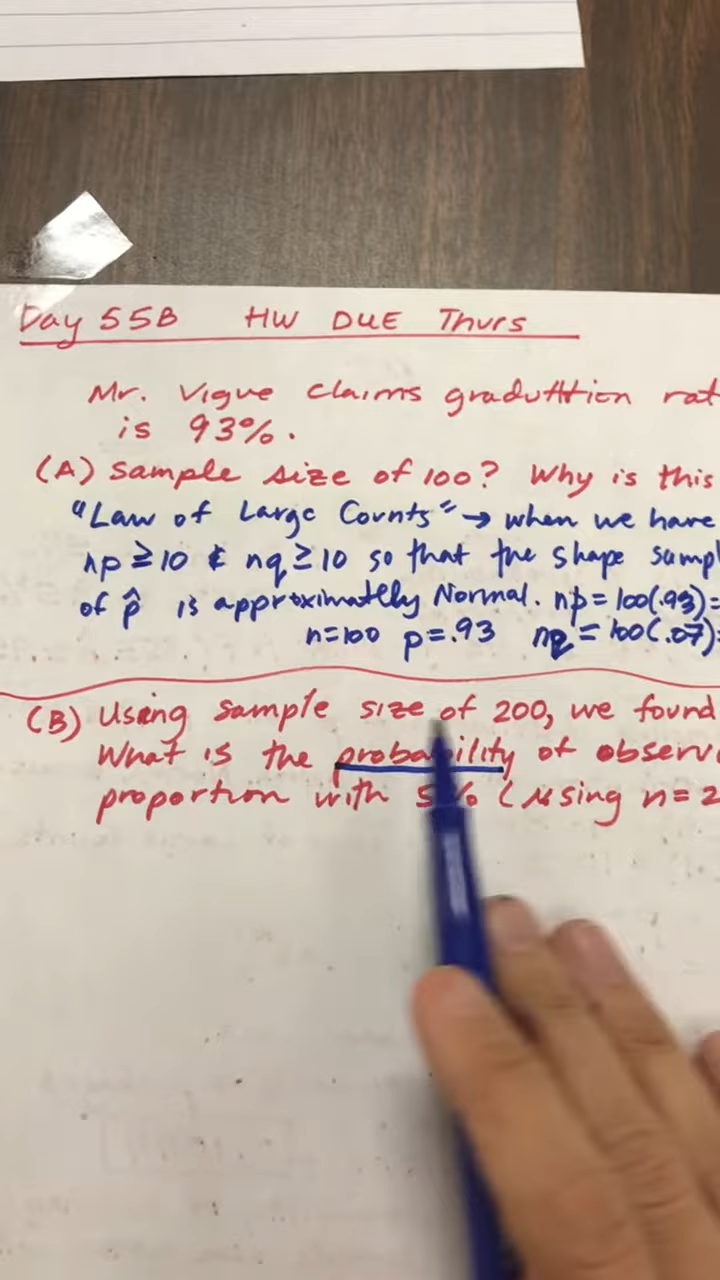 Day 55B HW DUE Thurs
Mr. Vigue claims graduttion rat
is 93%.
(A) Sample size of 100? Why is this
"Law of Large Counts" → when we have
np ≥ 10 & nq ≥ 10 so that the shape sampl
of p̂ is approximately Normal. np = 100(.93) =
n=100 p=.93 nq = 100(.07) =
(B) Using sample size of 200, we found
What is the probability of observ
proportion with 5% (using n = 2